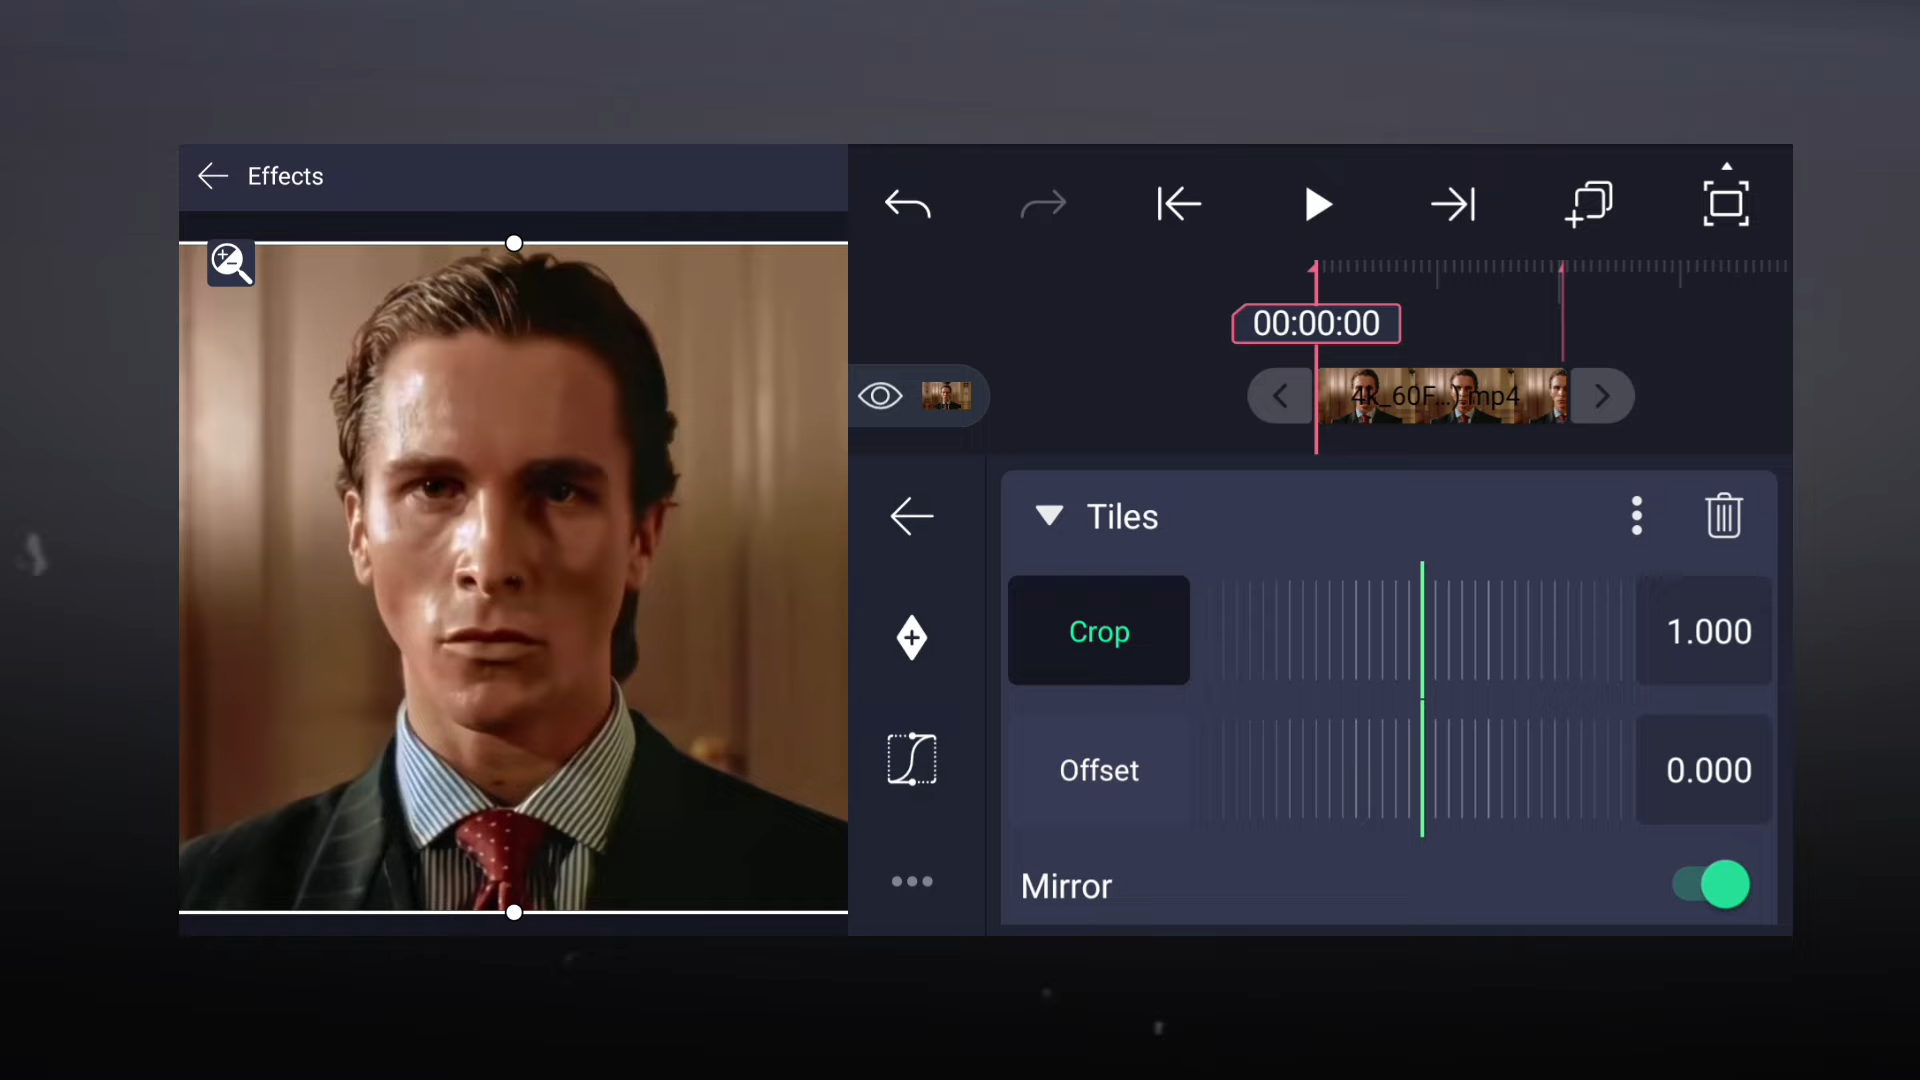 Effects
00:00:00
4k_60F...).mp4
Tiles
Crop
1.000
Offset
0.000
Mirror